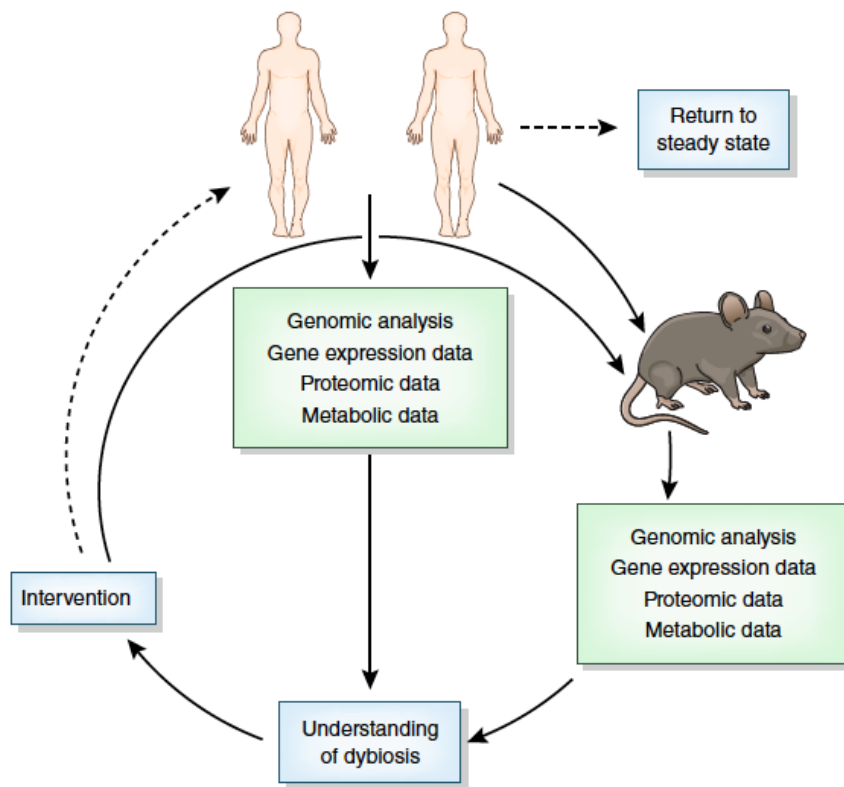 Return to
steady state
Genomic analysis
Gene expression data
Proteomic data
Metabolic data
Genomic analysis
Gene expression data
Proteomic data
Metabolic data
Intervention
Understanding
of dybiosis